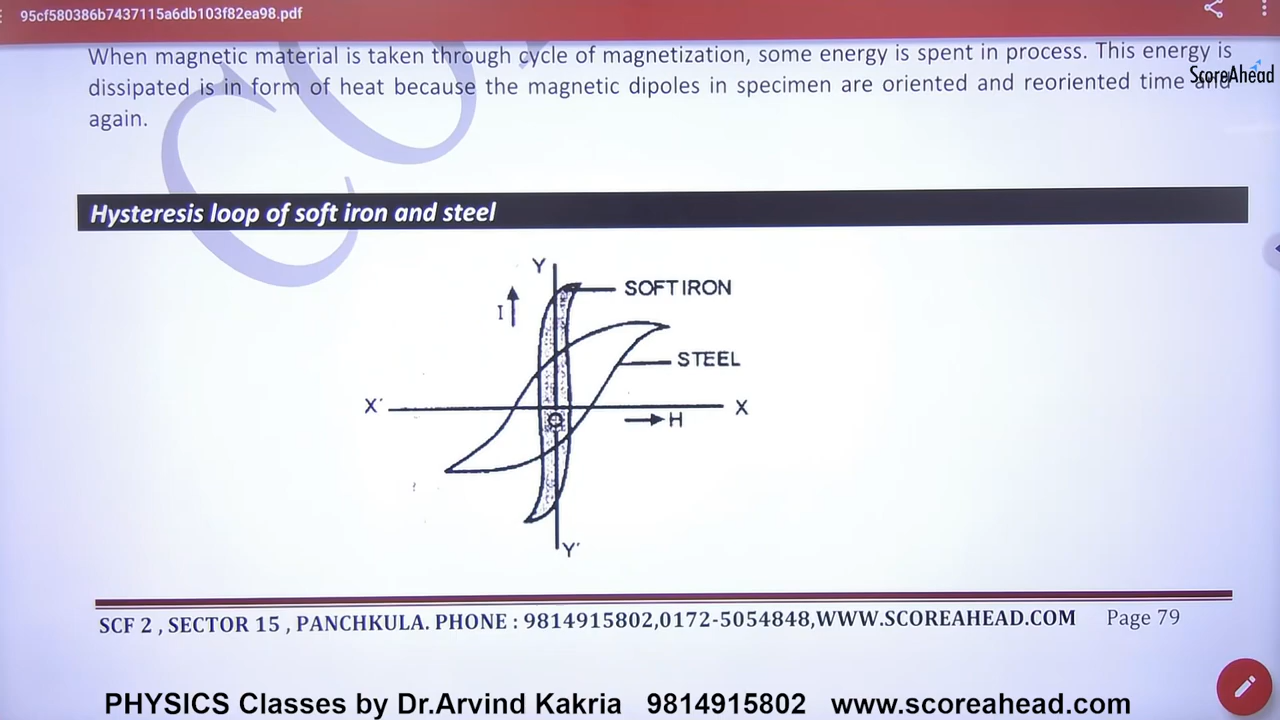 95cf580386b7437115a6db103f82ea98.pdf
When magnetic material is taken through cycle of magnetization, some energy is spent in process. This energy is
ScoreAhead
dissipated is in form of heat because the magnetic dipoles in specimen are oriented and reoriented time and
again.
Hysteresis loop of soft iron and steel
Y
SOFT IRON
I
STEEL
X'
X
O
H
Y'
SCF 2 , SECTOR 15 , PANCHKULA. PHONE : 9814915802,0172-5054848,WWW.SCOREAHEAD.COM Page 79
PHYSICS Classes by Dr.Arvind Kakria 9814915802 www.scoreahead.com